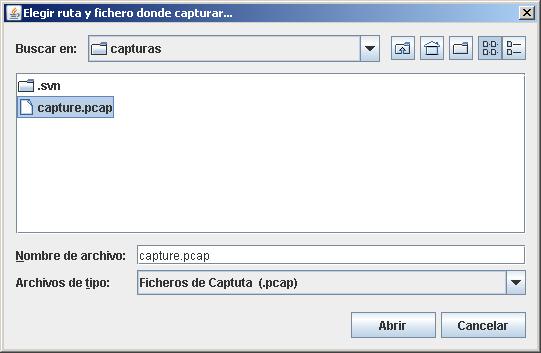 Elegir ruta y fichero donde capturar...
Buscar en: capturas
.svn
capture.pcap
Nombre de archivo: capture.pcap
Archivos de tipo: Ficheros de Captuta (.pcap)
Abrir Cancelar